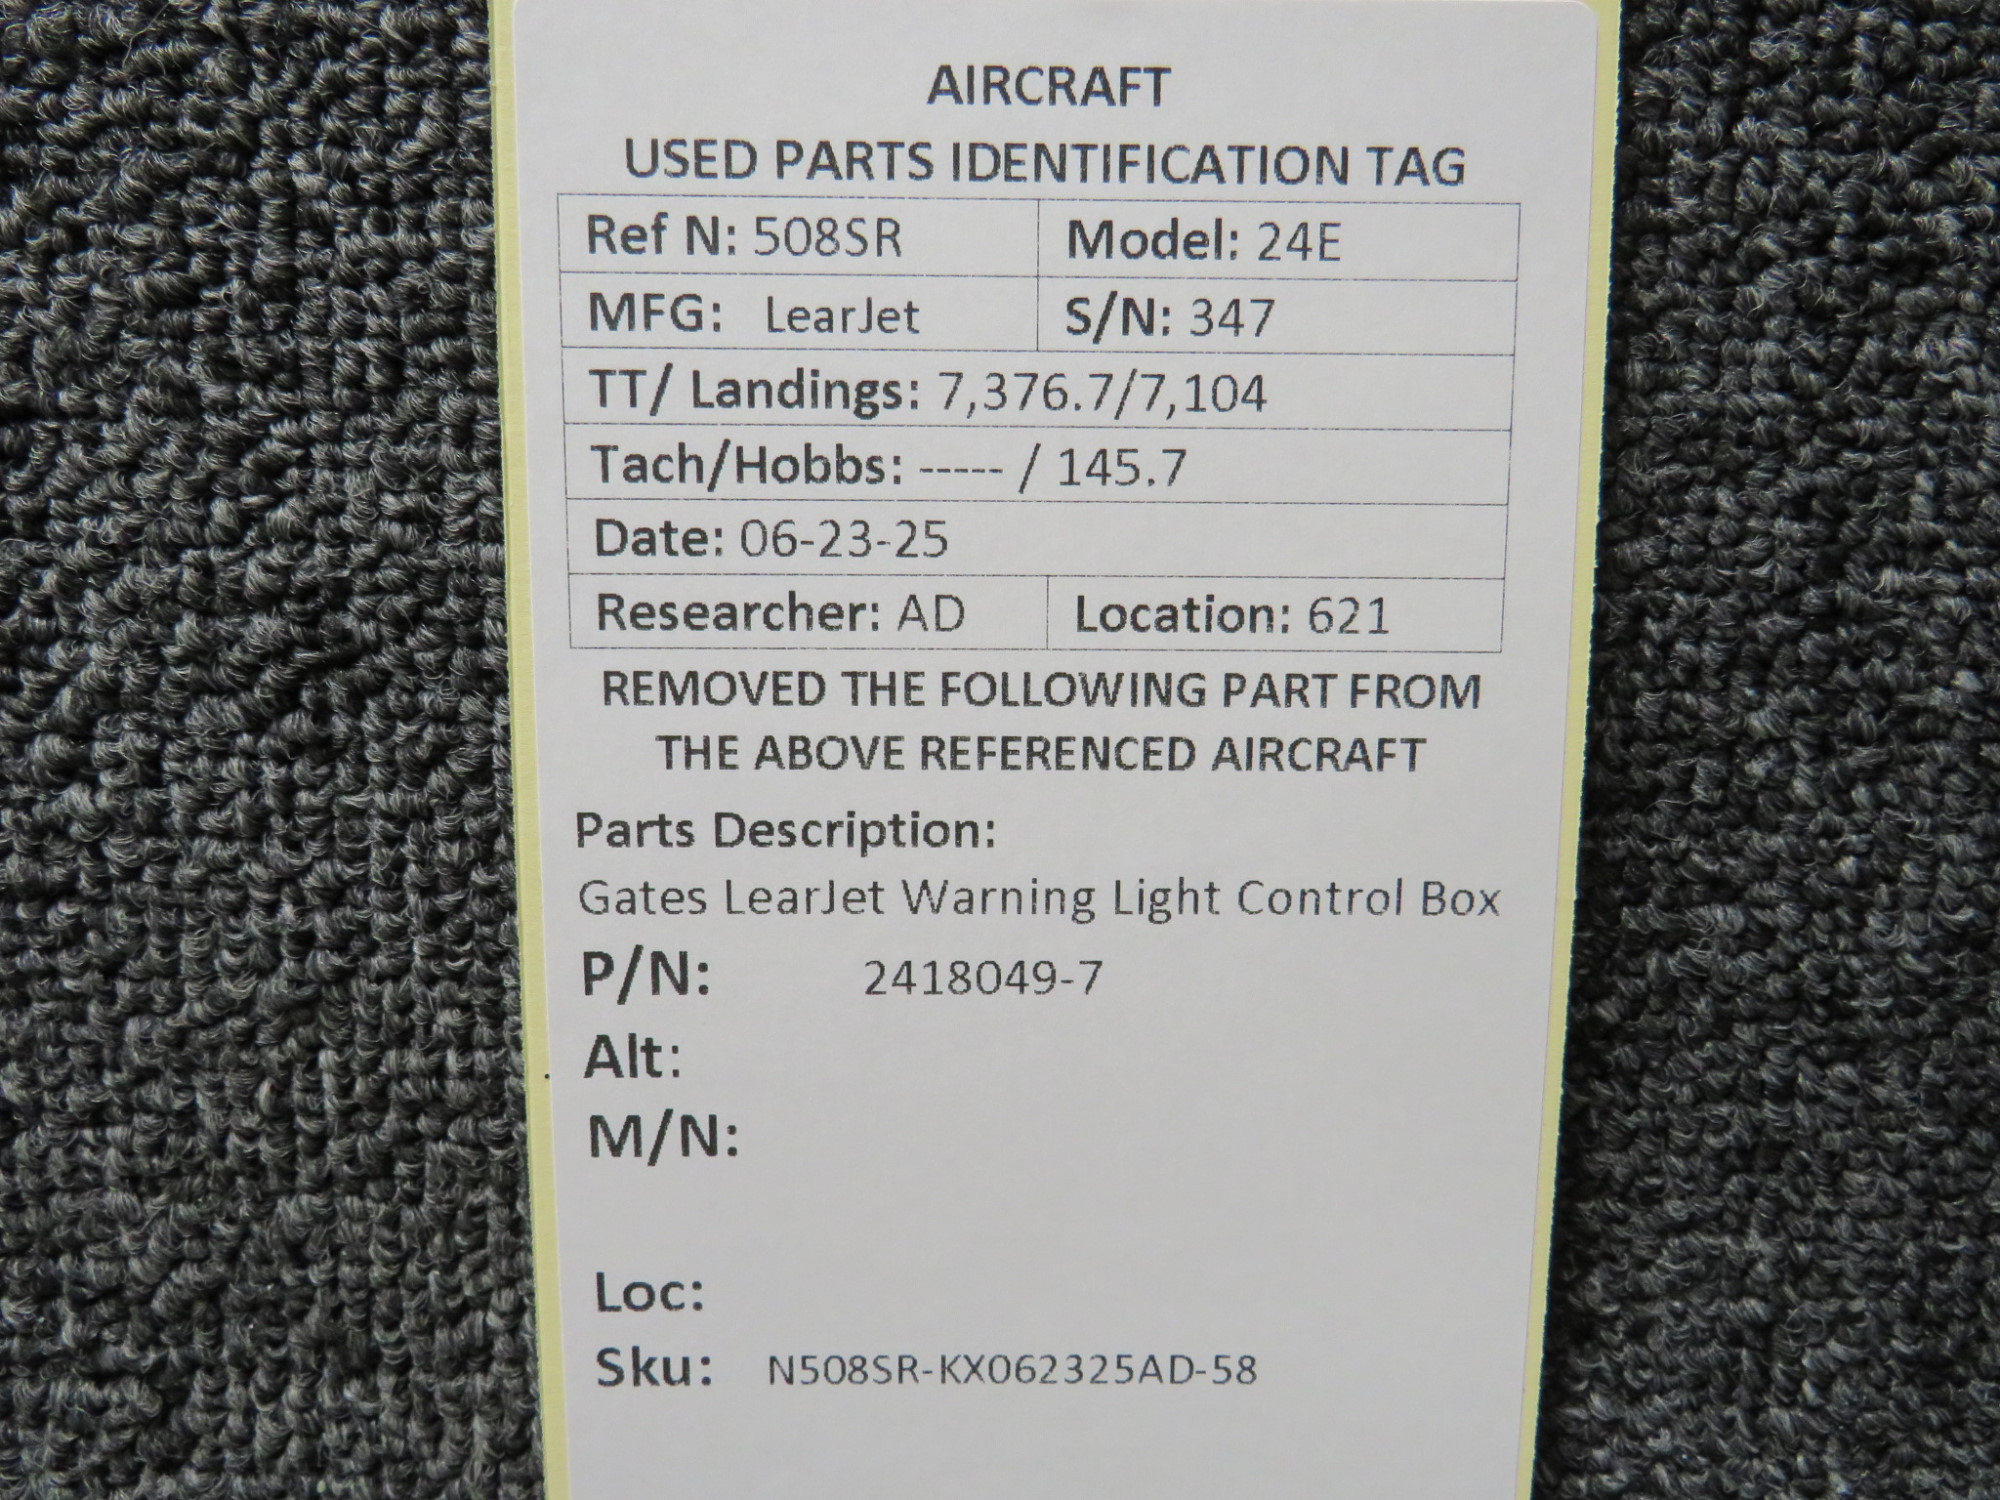 AIRCRAFT
USED PARTS IDENTIFICATION TAG
Ref N: 508SR Model: 24E
MFG: LearJet S/N: 347
TT/ Landings: 7,376.7/7,104
Tach/Hobbs: ----- / 145.7
Date: 06-23-25
Researcher: AD Location: 621
REMOVED THE FOLLOWING PART FROM
THE ABOVE REFERENCED AIRCRAFT
Parts Description:
Gates LearJet Warning Light Control Box
P/N: 2418049-7
Alt:
M/N:
Loc:
Sku: N508SR-KX062325AD-58